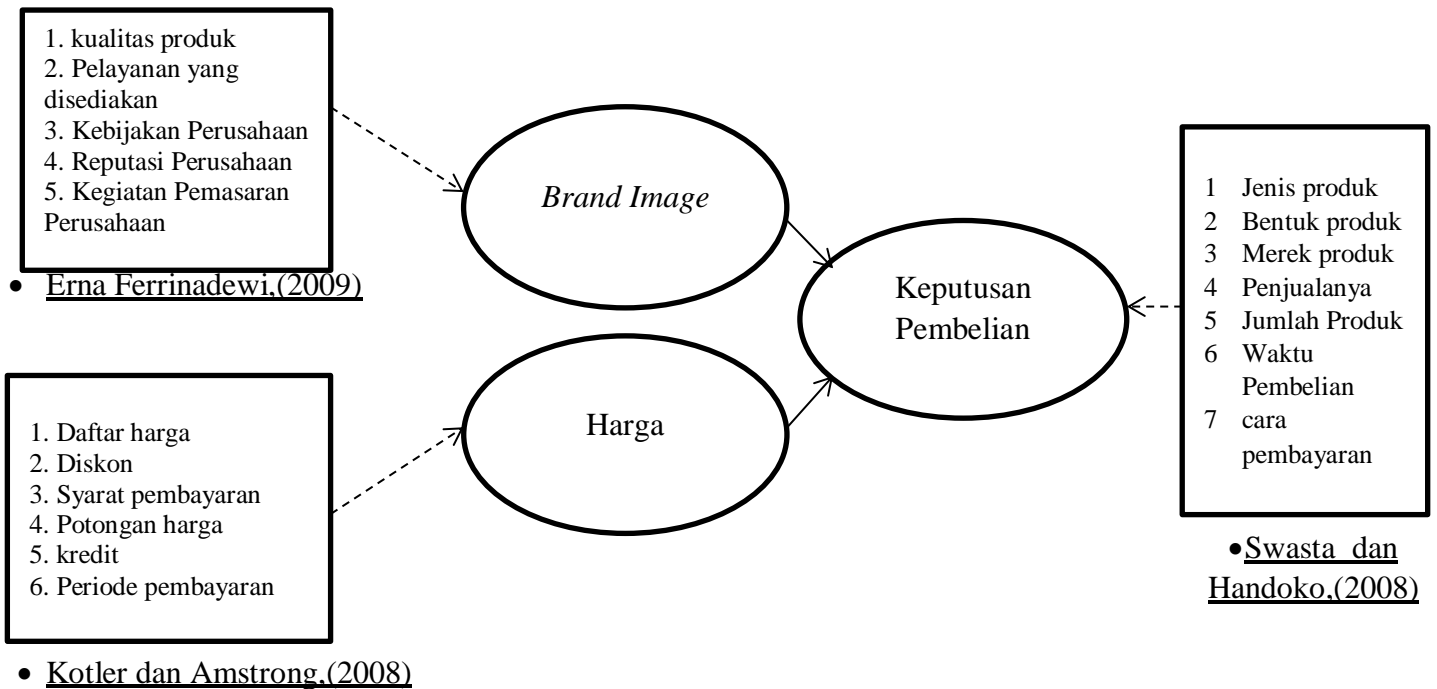 1. kualitas produk
2. Pelayanan yang
disediakan
3. Kebijakan Perusahaan
4. Reputasi Perusahaan
5. Kegiatan Pemasaran
Perusahaan
• Erna Ferrinadewi,(2009)
Brand Image
Keputusan
Pembelian
1 Jenis produk
2 Bentuk produk
3 Merek produk
4 Penjualanya
5 Jumlah Produk
6 Waktu
Pembelian
7 cara
pembayaran
• Swasta dan
Handoko,(2008)
Harga
1. Daftar harga
2. Diskon
3. Syarat pembayaran
4. Potongan harga
5. kredit
6. Periode pembayaran
• Kotler dan Amstrong,(2008)